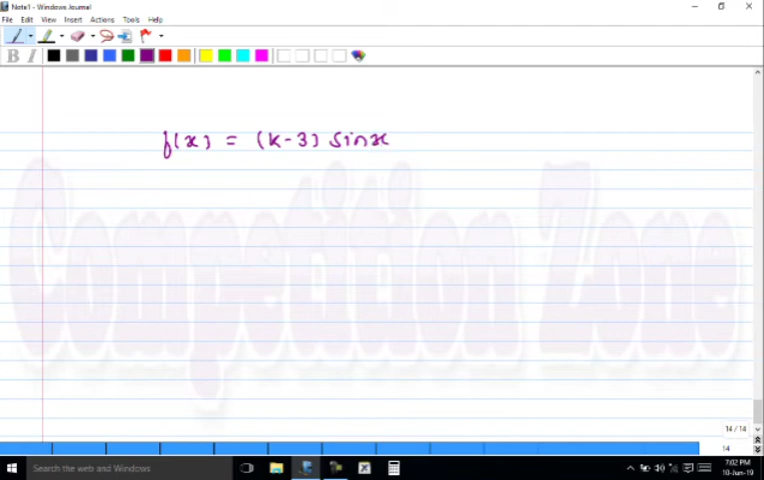 Note1 - Windows Journal
File Edit View Insert Actions Tools Help
B I
f(x) = (k-3) sinx
Competition Zone
14 / 14
14
Search the web and Windows
7:02 PM
10-Jun-19